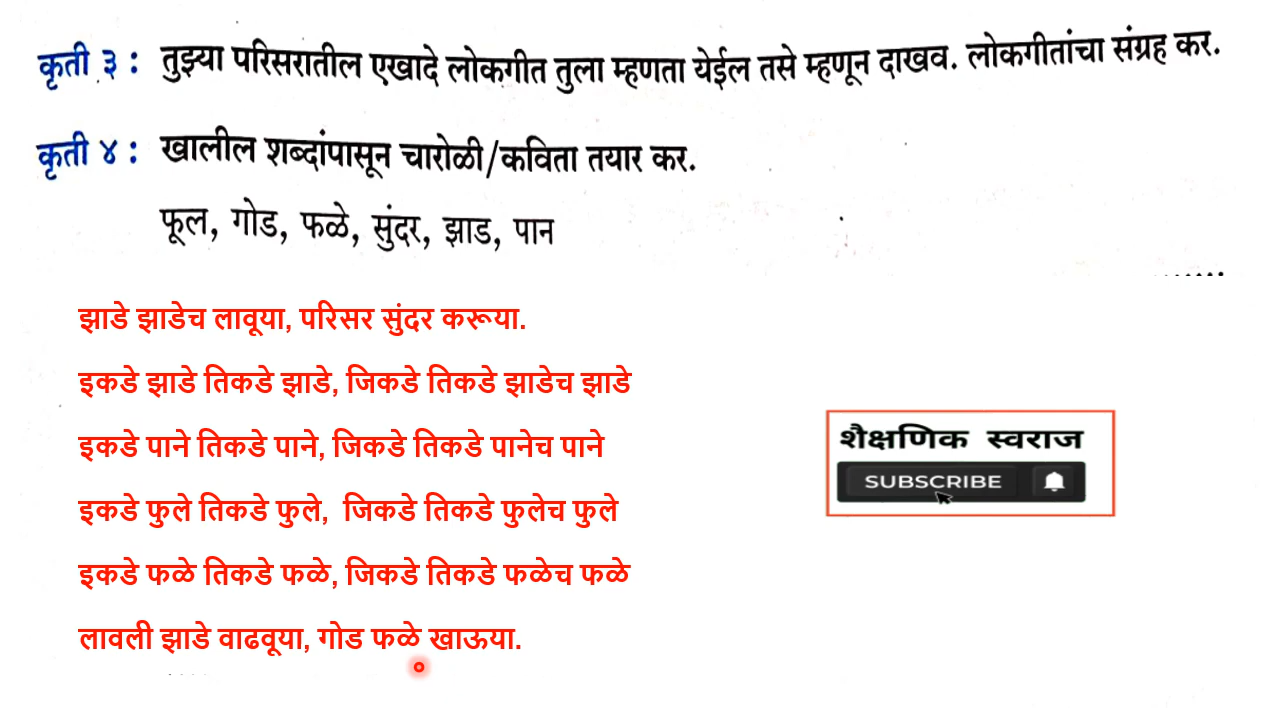 कृती ३ : तुझ्या परिसरातील एखादे लोकगीत तुला म्हणता येईल तसे म्हणून दाखव. लोकगीतांचा संग्रह कर.
कृती ४ : खालील शब्दांपासून चारोळी/कविता तयार कर.
फूल, गोड, फळे, सुंदर, झाड, पान
झाडे झाडेच लावूया, परिसर सुंदर करूया.
इकडे झाडे तिकडे झाडे, जिकडे तिकडे झाडेच झाडे
इकडे पाने तिकडे पाने, जिकडे तिकडे पानेच पाने
इकडे फुले तिकडे फुले, जिकडे तिकडे फुलेच फुले
इकडे फळे तिकडे फळे, जिकडे तिकडे फळेच फळे
लावली झाडे वाढवूया, गोड फळे खाऊया.
शैक्षणिक स्वराज
SUBSCRIBE